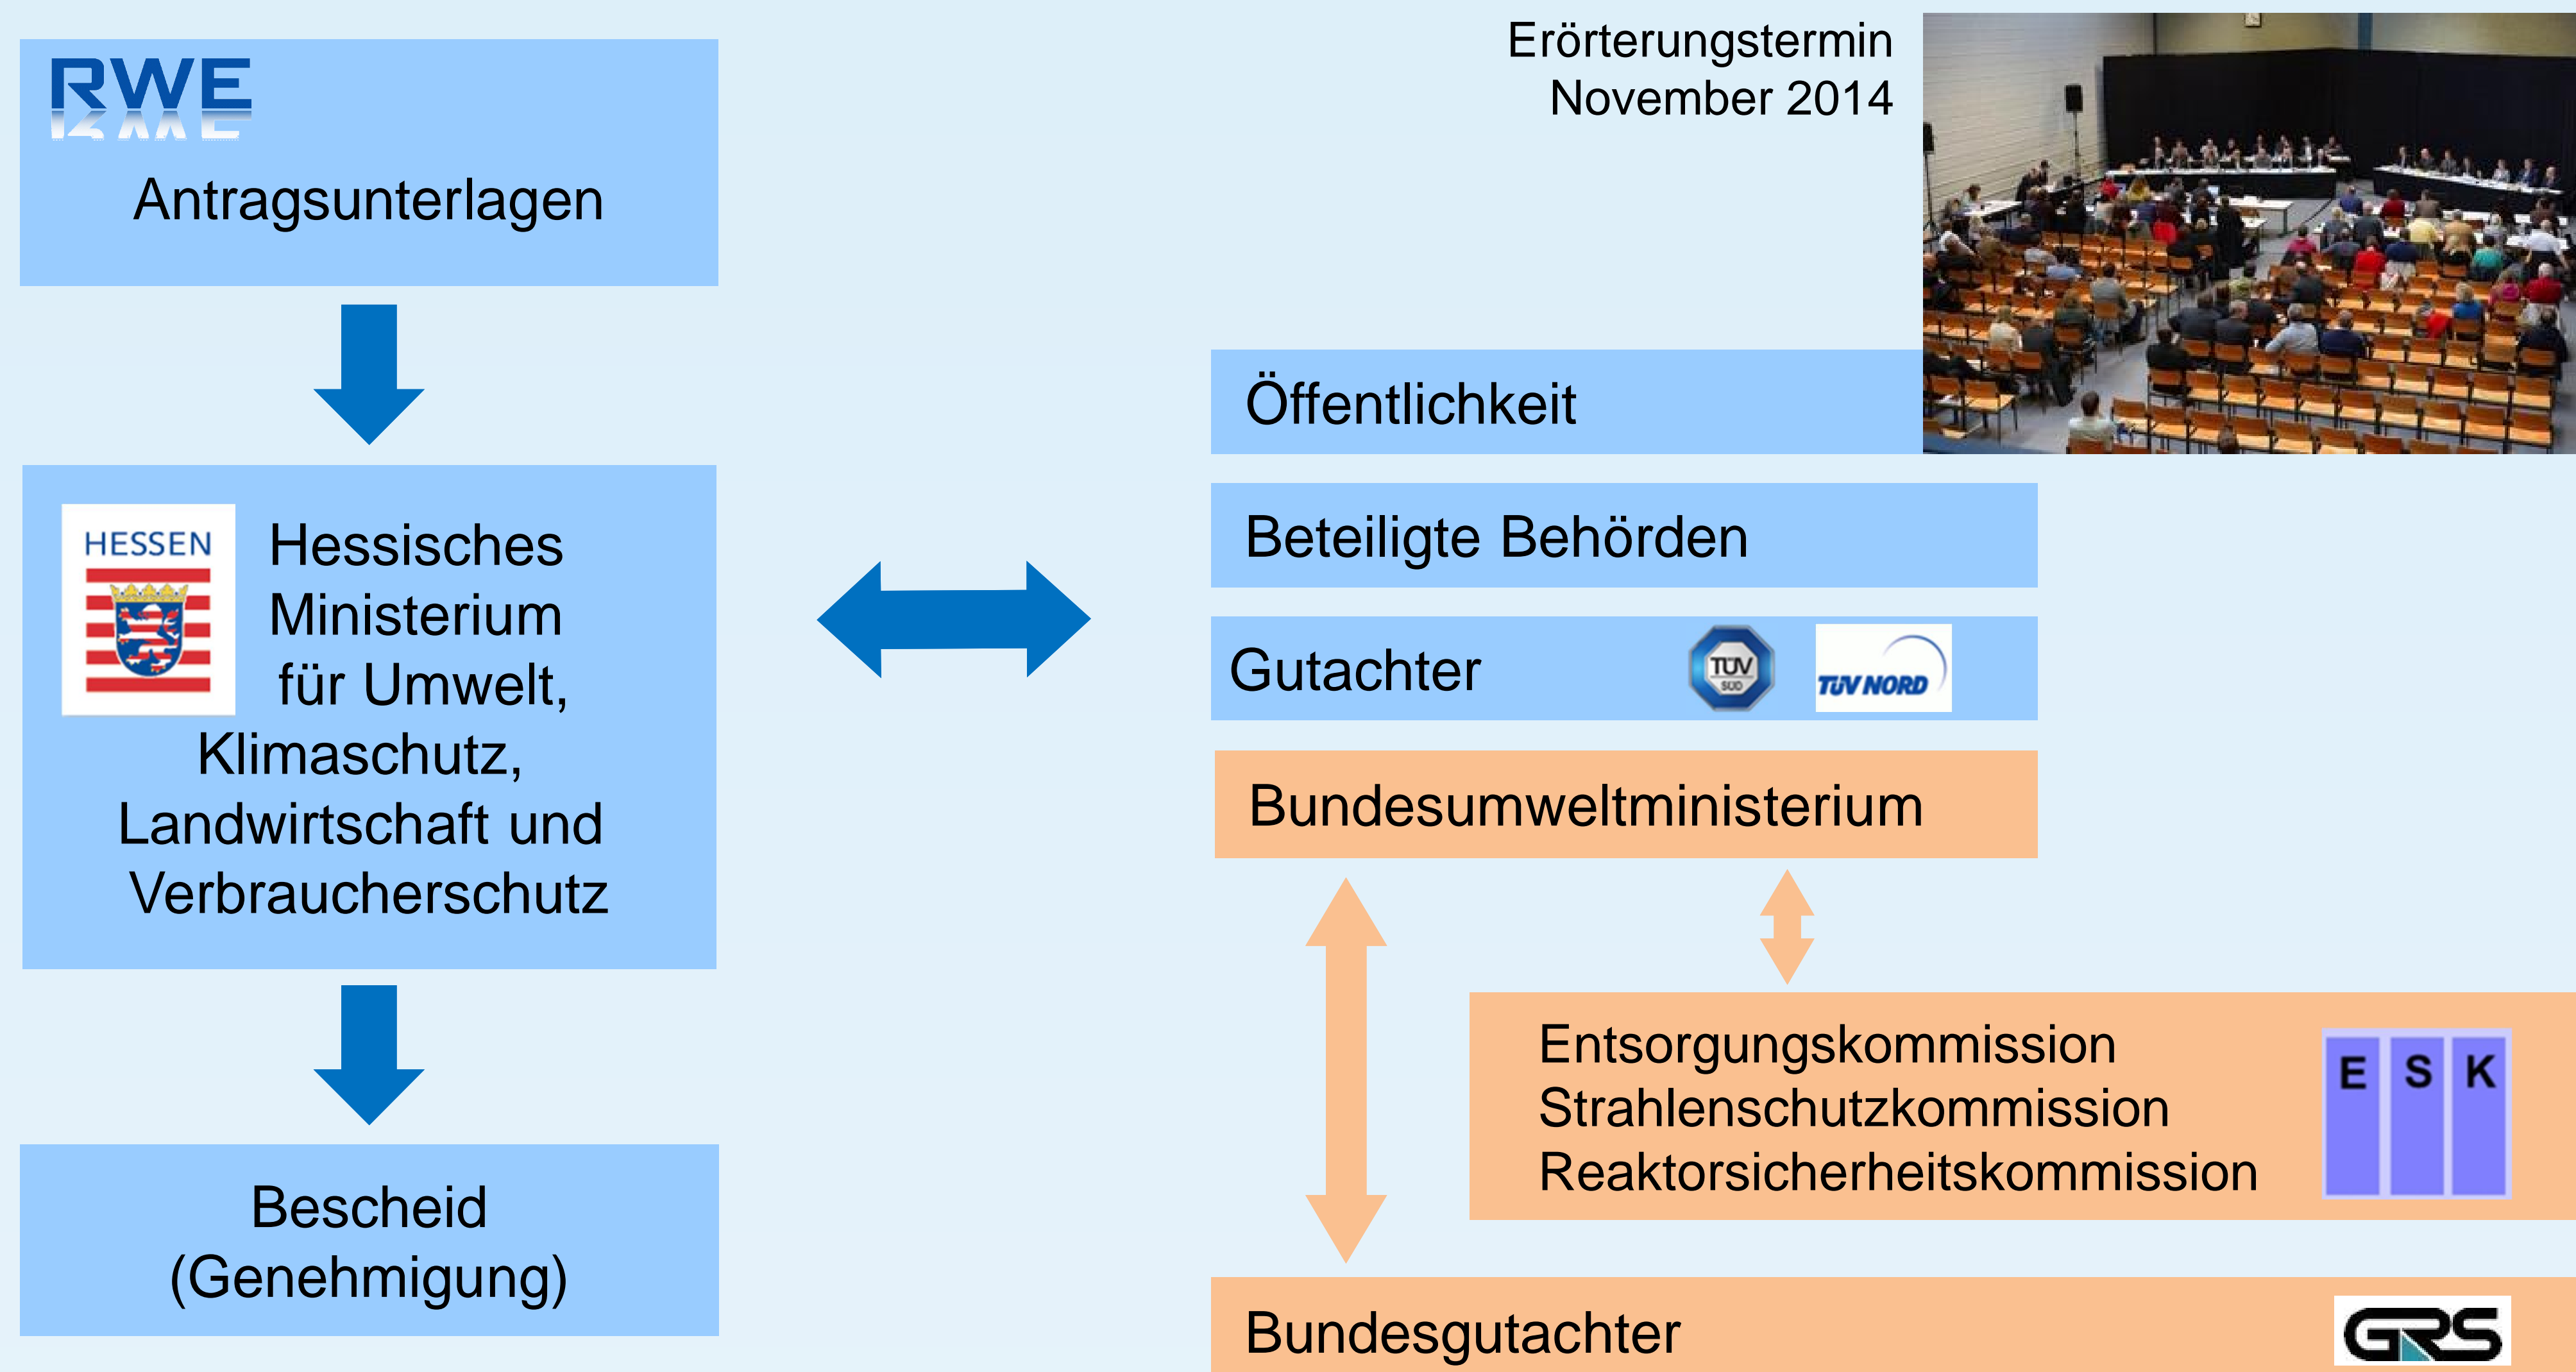 RWE
Antragsunterlagen
HESSEN
Hessisches
Ministerium
für Umwelt,
Klimaschutz,
Landwirtschaft und
Verbraucherschutz
Bescheid
(Genehmigung)
Erörterungstermin
November 2014
Öffentlichkeit
Beteiligte Behörden
Gutachter
TÜV
SÜD
TÜV NORD
Bundesumweltministerium
Entsorgungskommission
Strahlenschutzkommission
Reaktorsicherheitskommission
E S K
Bundesgutachter
GRS